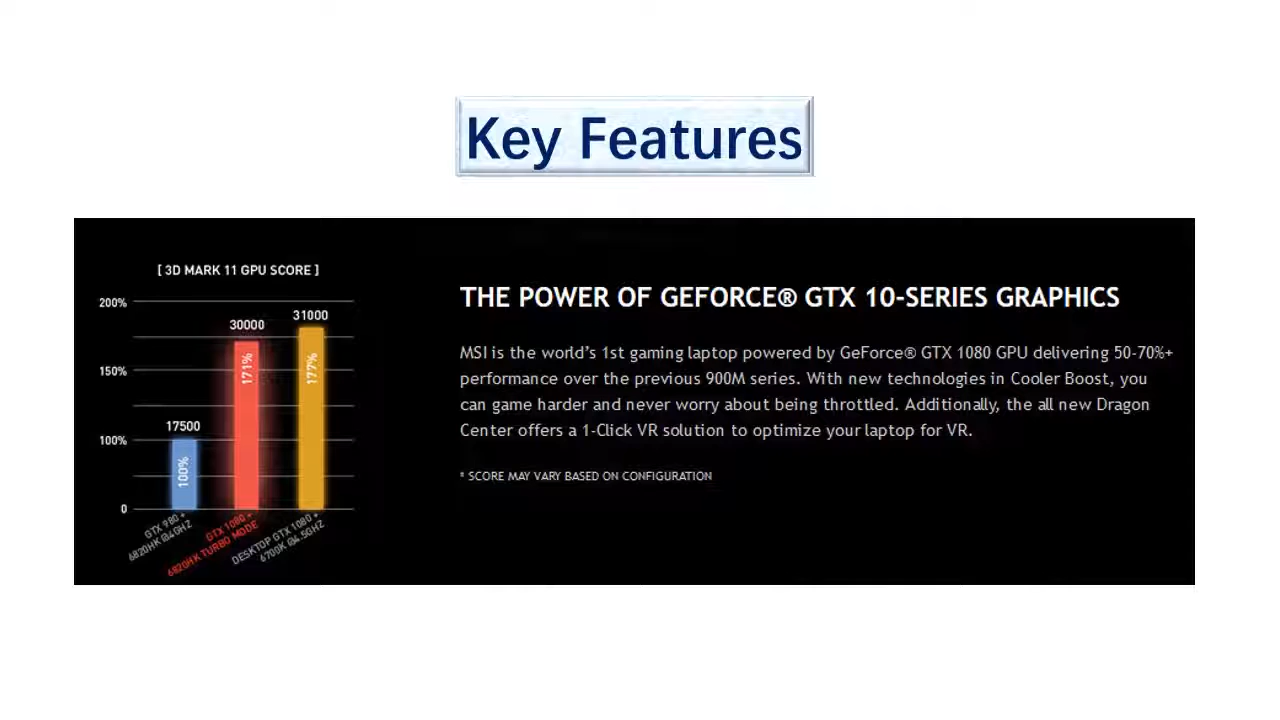 Key Features
[ 3D MARK 11 GPU SCORE ]
200%
150%
100%
0
17500
100%
30000
171%
31000
177%
GTX 980 +
6820HK @4GHZ
GTX 1080 +
6820HK TURBO MODE
DESKTOP GTX 1080 +
6700K @4.5GHZ
THE POWER OF GEFORCE® GTX 10-SERIES GRAPHICS
MSI is the world’s 1st gaming laptop powered by GeForce® GTX 1080 GPU delivering 50-70%+
performance over the previous 900M series. With new technologies in Cooler Boost, you
can game harder and never worry about being throttled. Additionally, the all new Dragon
Center offers a 1-Click VR solution to optimize your laptop for VR.
* SCORE MAY VARY BASED ON CONFIGURATION